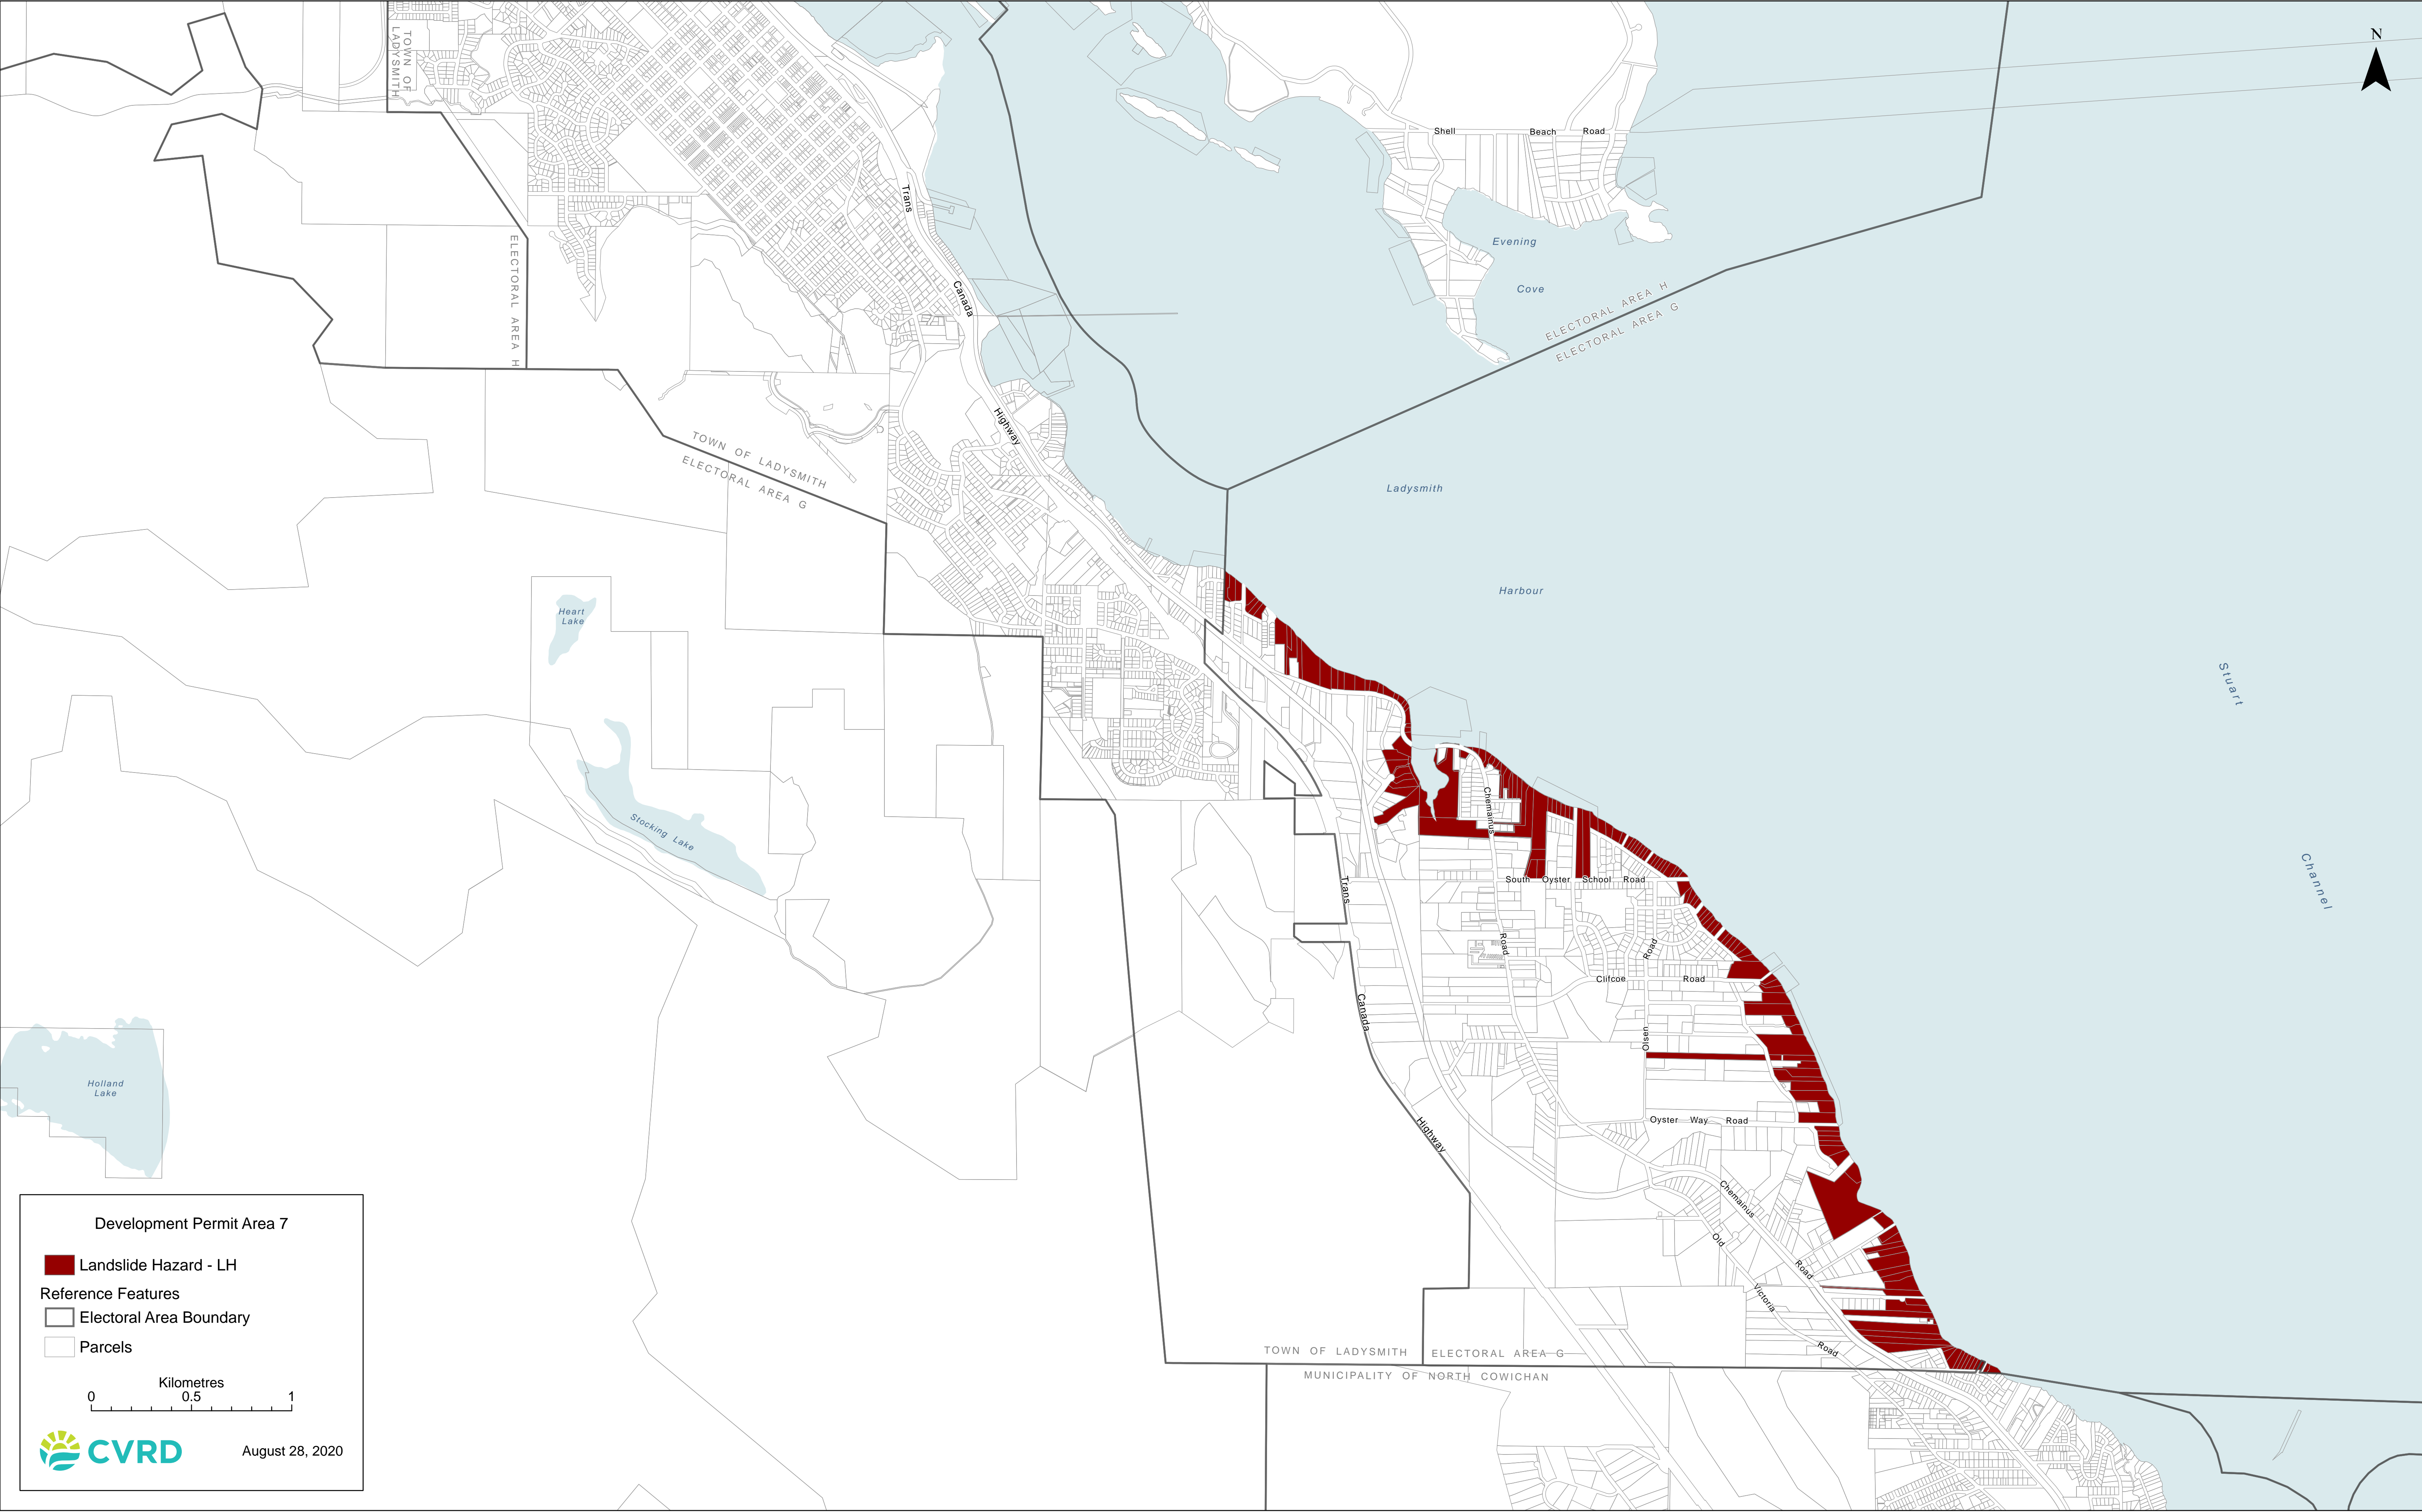 N
TOWN OF
LADYSMITH
Shell Beach Road
Trans
Canada
Highway
ELECTORAL AREA H
Evening
Cove
ELECTORAL AREA H
ELECTORAL AREA G
TOWN OF LADYSMITH
ELECTORAL AREA G
Ladysmith
Harbour
Stuart
Channel
Heart
Lake
Stocking Lake
Holland
Lake
Chemainus
Road
South Oyster School Road
Trans
Canada
Highway
Clifcoe Road
Olsen
Road
Oyster Way Road
Chemainus
Road
Old
Victoria
Road
TOWN OF LADYSMITH
ELECTORAL AREA G
MUNICIPALITY OF NORTH COWICHAN
Development Permit Area 7
Landslide Hazard - LH
Reference Features
Electoral Area Boundary
Parcels
Kilometres
0 0.5 1
CVRD
August 28, 2020